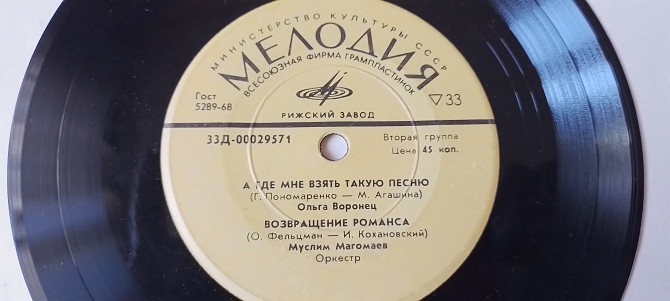 МИНИСТЕРСТВО КУЛЬТУРЫ СССР
МЕЛОДИЯ
ВСЕСОЮЗНАЯ ФИРМА ГРАМПЛАСТИНОК
Гост
5289-68
▽33
РИЖСКИЙ ЗАВОД
33Д-00029571
Вторая группа
Цена 45 коп.
А ГДЕ МНЕ ВЗЯТЬ ТАКУЮ ПЕСНЮ
(Г. Пономаренко — М. Агашина)
Ольга Воронец
ВОЗВРАЩЕНИЕ РОМАНСА
(О. Фельцман — И. Кохановский)
Муслим Магомаев
Оркестр